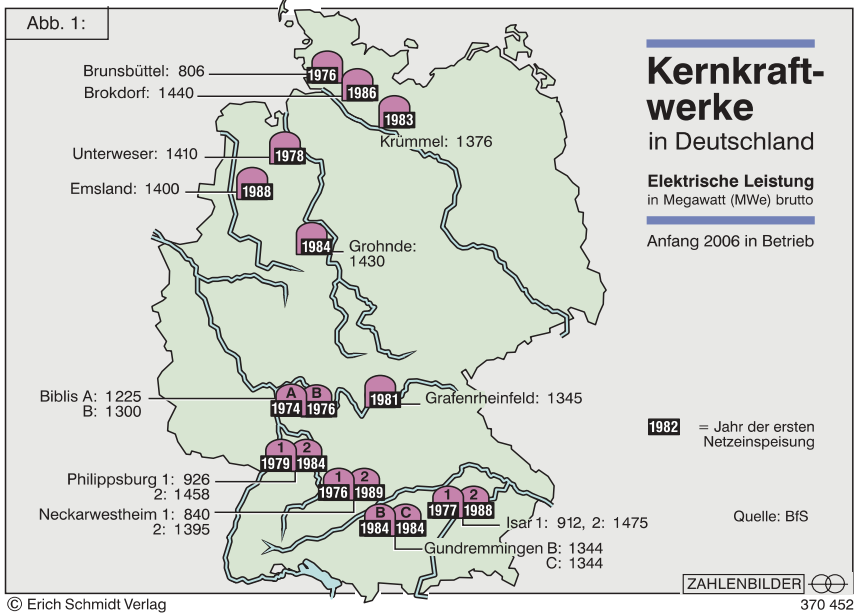 Abb. 1:
Kernkraft-
werke
in Deutschland
Elektrische Leistung
in Megawatt (MWe) brutto
Anfang 2006 in Betrieb
Brunsbüttel: 806
1976
Brokdorf: 1440
1986
1983
Krümmel: 1376
Unterweser: 1410
1978
Emsland: 1400
1988
1984
Grohnde:
1430
Biblis A: 1225
B: 1300
A
B
1974
1976
1981
Grafenrheinfeld: 1345
1982 = Jahr der ersten
Netzeinspeisung
1
2
1979
1984
Philippsburg 1: 926
2: 1458
1
2
1976
1989
Neckarwestheim 1: 840
2: 1395
1
2
1977
1988
Isar 1: 912, 2: 1475
B
C
1984
1984
Gundremmingen B: 1344
C: 1344
Quelle: BfS
ZAHLENBILDER
© Erich Schmidt Verlag
370 452